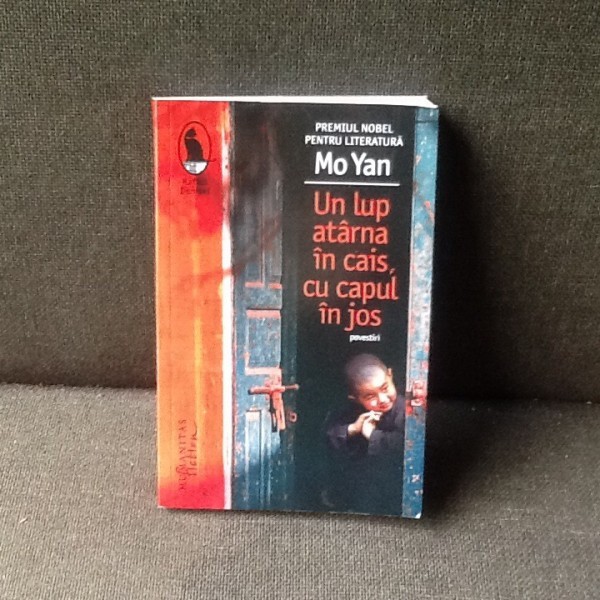 PREMIUL NOBEL
PENTRU LITERATURĂ
Mo Yan
Un lup
atârna
în cais,
cu capul
în jos
povestiri
HUMANITAS
fiction